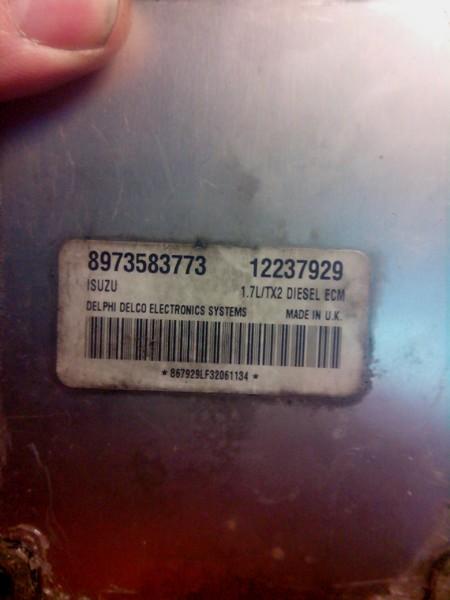 8973583773 12237929
ISUZU 1.7L/TX2 DIESEL ECM
DELPHI DELCO ELECTRONICS SYSTEMS MADE IN U.K.
*867929LF32061134*